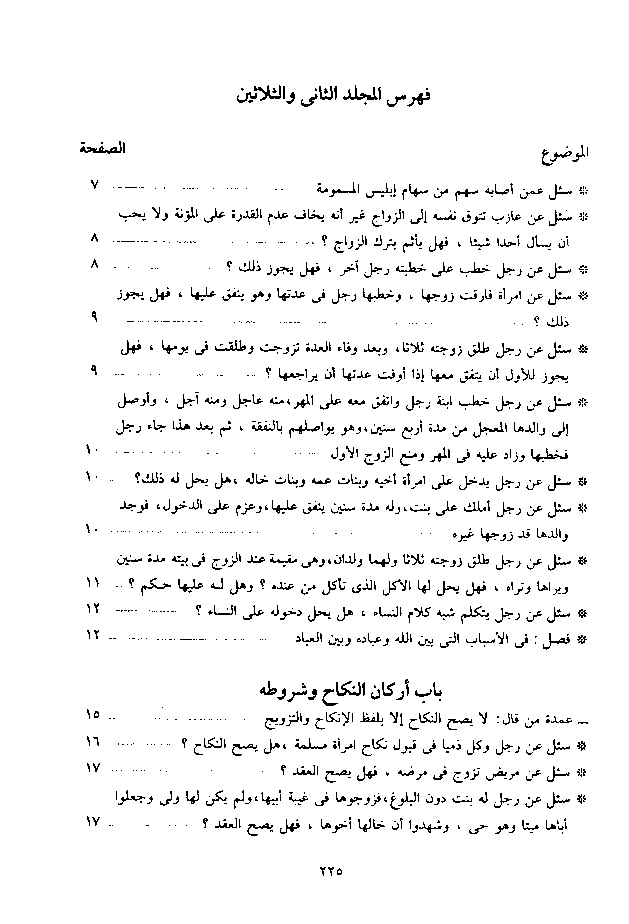 فهرس المجلد الثانى والثلاثين
الموضوع الصفحة
* سئل عمن أصابه سهم من سهام إبليس المسمومة ٧
* سئل عن عازب تتوق نفسه إلى الزواج غير أنه يخاف عدم القدرة على المؤنة ولا يحب
أن يسأل أحدا شيئا ، فهل يأثم بترك الزواج ؟ ٨
* سئل عن رجل خطب على خطبته رجل آخر ، فهل يجوز ذلك ؟ ٨
* سئل عن امرأة فارقت زوجها ، وخطبها رجل فى عدتها وهو ينفق عليها ، فهل يجوز
ذلك ؟ ٩
* سئل عن رجل طلق زوجته ثلاثا، وبعد وفاء العدة تزوجت وطلقت فى يومها ، فهل
يجوز للأول أن يتفق معها إذا أوفت عدتها أن يراجعها ؟ ٩
* سئل عن رجل خطب ابنة رجل واتفق معه على المهر،منه عاجل ومنه آجل ، وأوصل
إلى والدها المعجل من مدة أربع سنين،وهو يواصلهم بالنفقة ، ثم بعد هذا جاء رجل
فخطبها وزاد عليه فى المهر ومنع الزوج الأول ١٠
* سئل عن رجل يدخل على امرأة أخيه وبنات عمه وبنات خاله ،هل يحل له ذلك؟ ١٠
* سئل عن رجل أملك على بنت،وله مدة سنين ينفق عليها،وعزم على الدخول، فوجد
والدها قد زوجها غيره ١٠
* سئل عن رجل طلق زوجته ثلاثا ولهما ولدان،وهى مقيمة عند الزوج فى بيته مدة سنين
ويراها وتراه ، فهل يحل لها الأكل الذى تأكل من عنده ؟ وهل له عليها حكم ؟ ١١
* سئل عن رجل يتكلم شبه كلام النساء ، هل يحل دخوله على النساء ؟ ١٢
* فصل : فى الأسباب التى بين الله وعباده وبين العباد ١٢
باب أركان النكاح وشروطه
ـ عمدة من قال: لا يصح النكاح إلا بلفظ الإنكاح والتزويج ١٥
* سئل عن رجل وكل ذميا فى قبول نكاح امرأة مسلمة ،هل يصح النكاح ؟ ١٦
* سئل عن مريض تزوج فى مرضه ، فهل يصح العقد ؟ ١٧
* سئل عن رجل له بنت دون البلوغ،فزوجوها فى غيبة أبيها،ولم يكن لها ولى وجعلوا
أباها ميتا وهو حى ، وشهدوا أن خالها أخوها ، فهل يصح العقد ؟ ١٧
٢٢٥